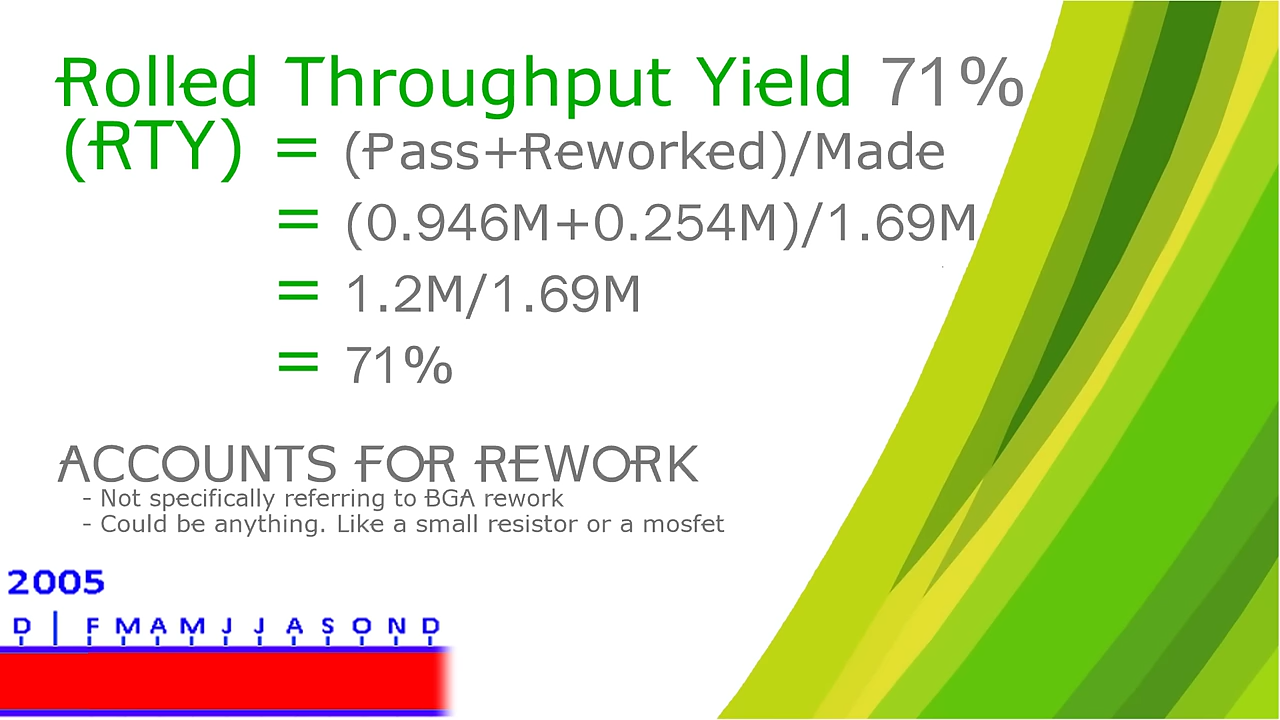 Rolled Throughput Yield 71%
(RTY) = (Pass+Reworked)/Made
= (0.946M+0.254M)/1.69M
= 1.2M/1.69M
= 71%
ACCOUNTS FOR REWORK
- Not specifically referring to BGA rework
- Could be anything. Like a small resistor or a mosfet
2005
D | F M A M J J A S O N D